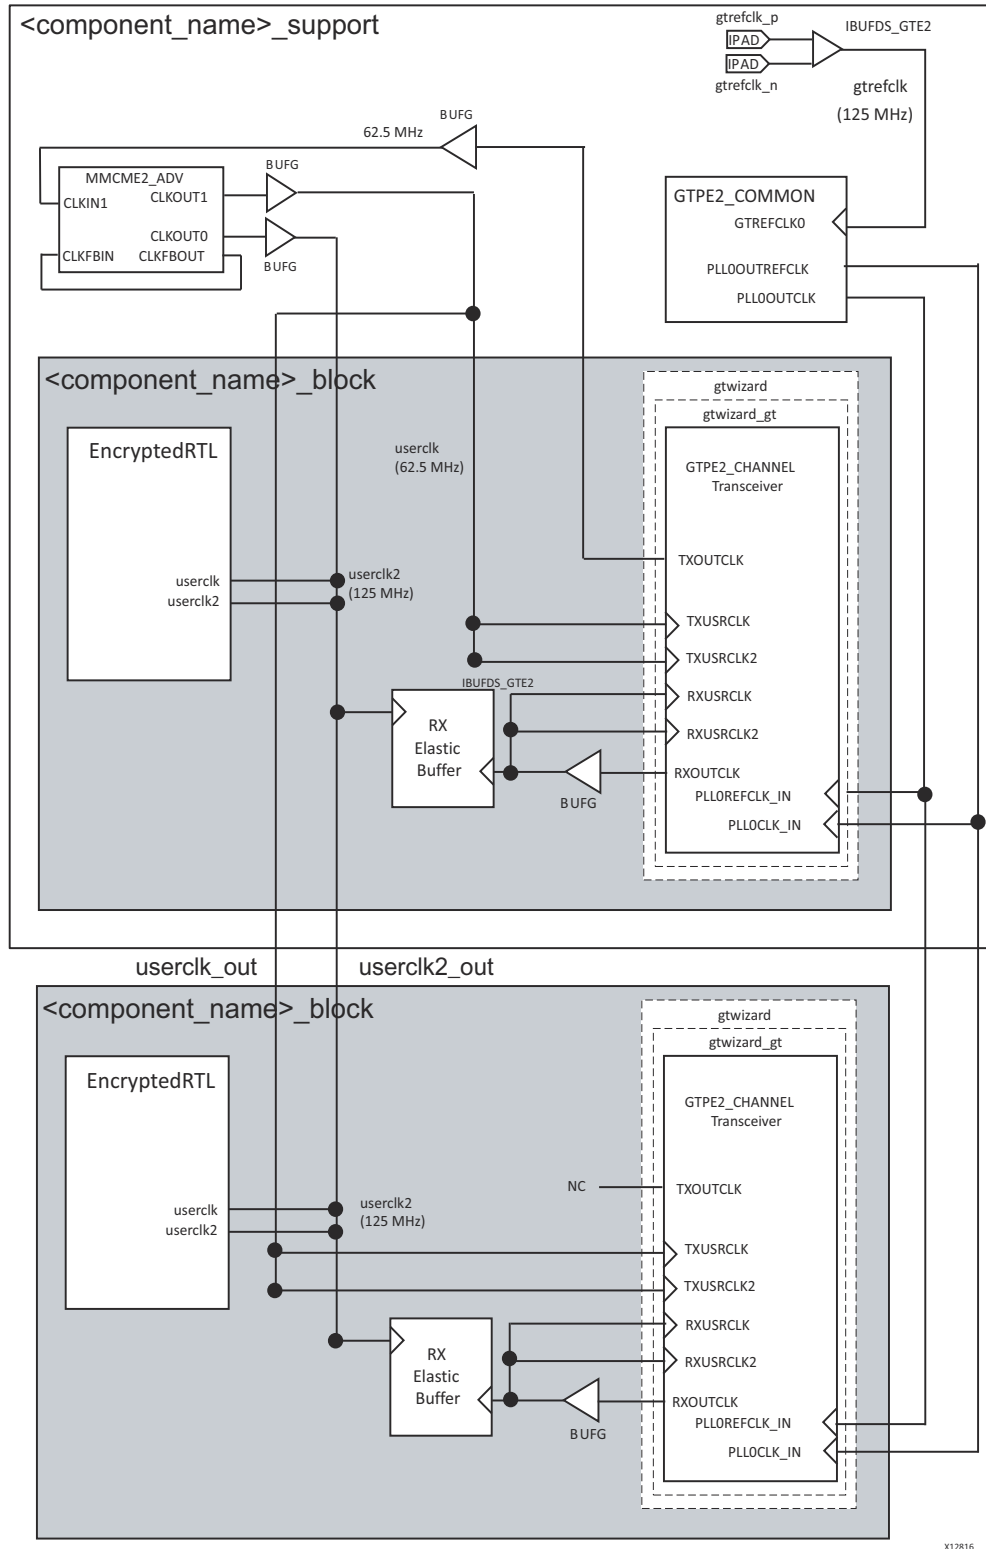 <component_name>_support
gtrefclk_p
IBUFDS_GTE2
IPAD
IPAD
gtrefclk_n
gtrefclk
(125 MHz)
BUFG
62.5 MHz
BUFG
MMCME2_ADV
CLKIN1
CLKOUT1
CLKOUT0
CLKFBIN
CLKFBOUT
BUFG
GTPE2_COMMON
GTREFCLK0
PLL0OUTREFCLK
PLL0OUTCLK
<component_name>_block
gtwizard
gtwizard_gt
EncryptedRTL
userclk
(62.5 MHz)
GTPE2_CHANNEL
Transceiver
TXOUTCLK
userclk
userclk2
userclk2
(125 MHz)
TXUSRCLK
TXUSRCLK2
IBUFDS_GTE2
RXUSRCLK
RX
Elastic
Buffer
RXUSRCLK2
RXOUTCLK
BUFG
PLL0REFCLK_IN
PLL0CLK_IN
userclk_out
userclk2_out
<component_name>_block
gtwizard
gtwizard_gt
EncryptedRTL
GTPE2_CHANNEL
Transceiver
NC
TXOUTCLK
userclk
userclk2
userclk2
(125 MHz)
TXUSRCLK
TXUSRCLK2
RXUSRCLK
RX
Elastic
Buffer
RXUSRCLK2
RXOUTCLK
BUFG
PLL0REFCLK_IN
PLL0CLK_IN
X12816